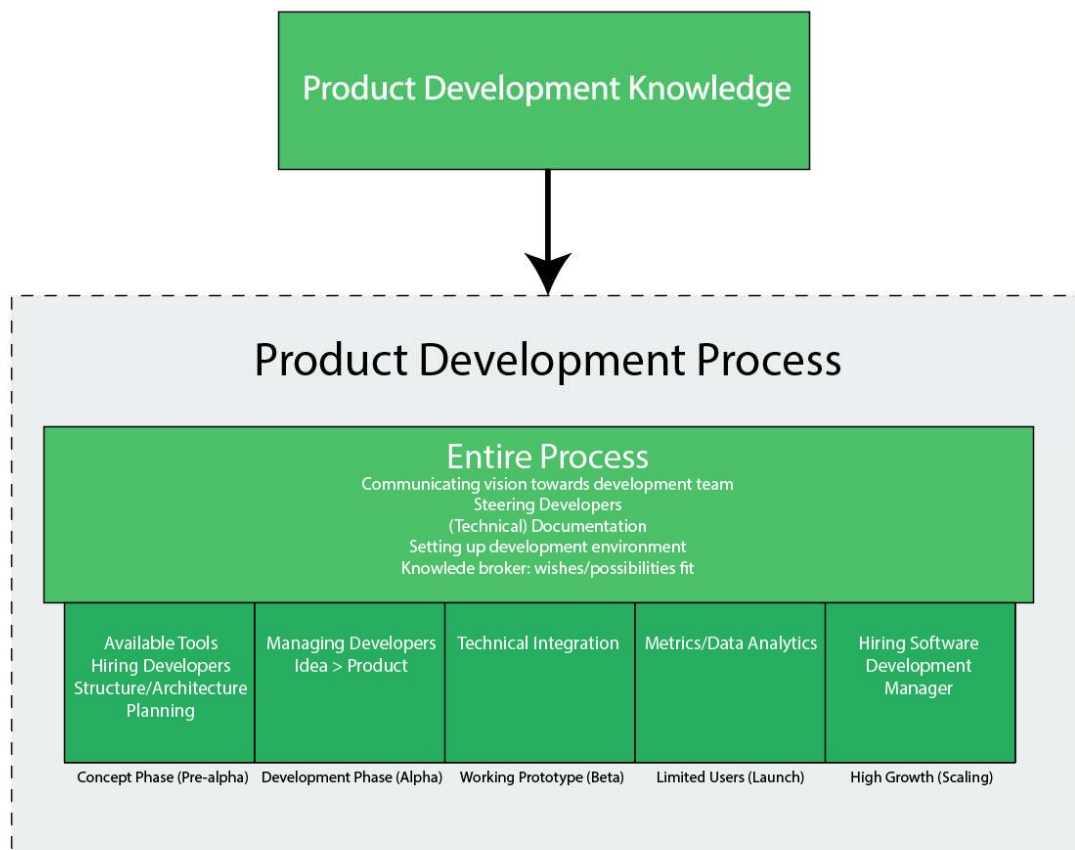 Product Development Knowledge
Product Development Process
Entire Process
Communicating vision towards development team
Steering Developers
(Technical) Documentation
Setting up development environment
Knowlede broker: wishes/possibilities fit
Available Tools
Hiring Developers
Structure/Architecture
Planning
Managing Developers
Idea > Product
Technical Integration
Metrics/Data Analytics
Hiring Software
Development
Manager
Concept Phase (Pre-alpha)
Development Phase (Alpha)
Working Prototype (Beta)
Limited Users (Launch)
High Growth (Scaling)